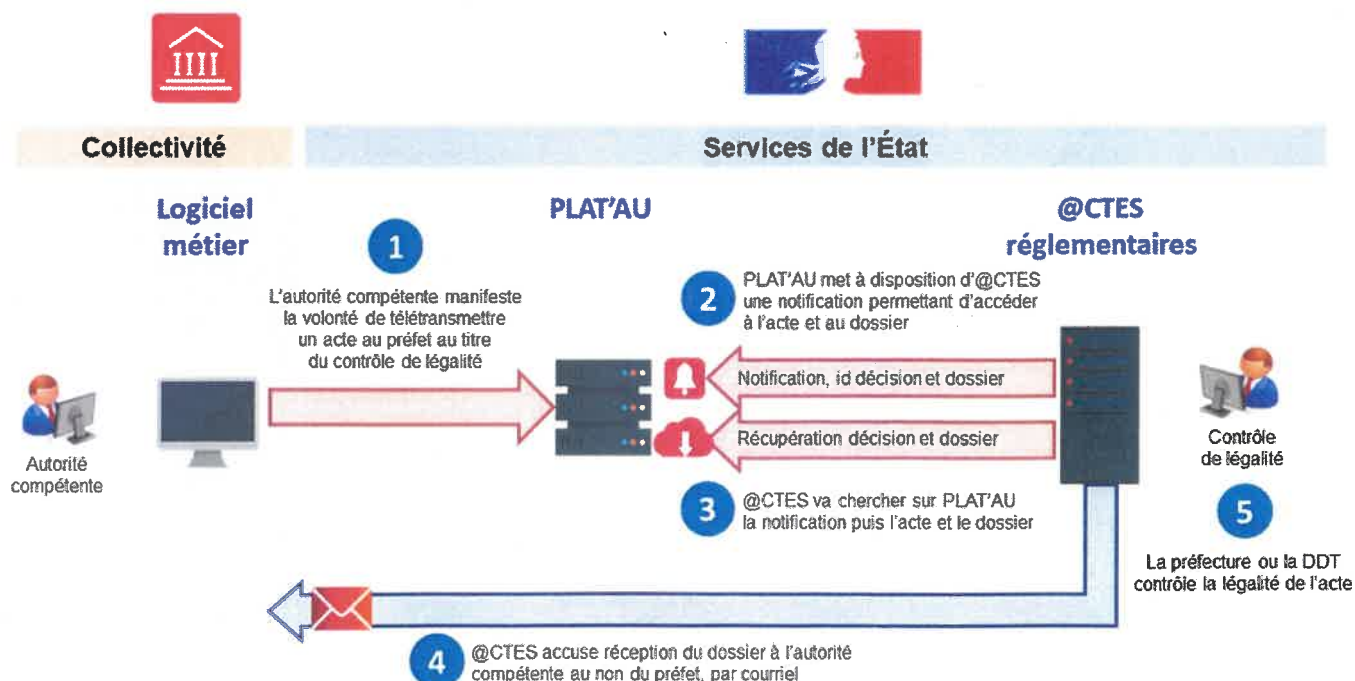 Collectivité
Services de l'État
Logiciel
métier
PLAT'AU
@CTES
réglementaires
1
L'autorité compétente manifeste
la volonté de télétransmettre
un acte au préfet au titre
du contrôle de légalité
2
PLAT'AU met à disposition d'@CTES
une notification permettant d'accéder
à l'acte et au dossier
Notification, id décision et dossier
Récupération décision et dossier
Autorité
compétente
Contrôle
de légalité
3
@CTES va chercher sur PLAT'AU
la notification puis l'acte et le dossier
5
La préfecture ou la DDT
contrôle la légalité de l'acte
4
@CTES accuse réception du dossier à l'autorité
compétente au non du préfet, par courriel